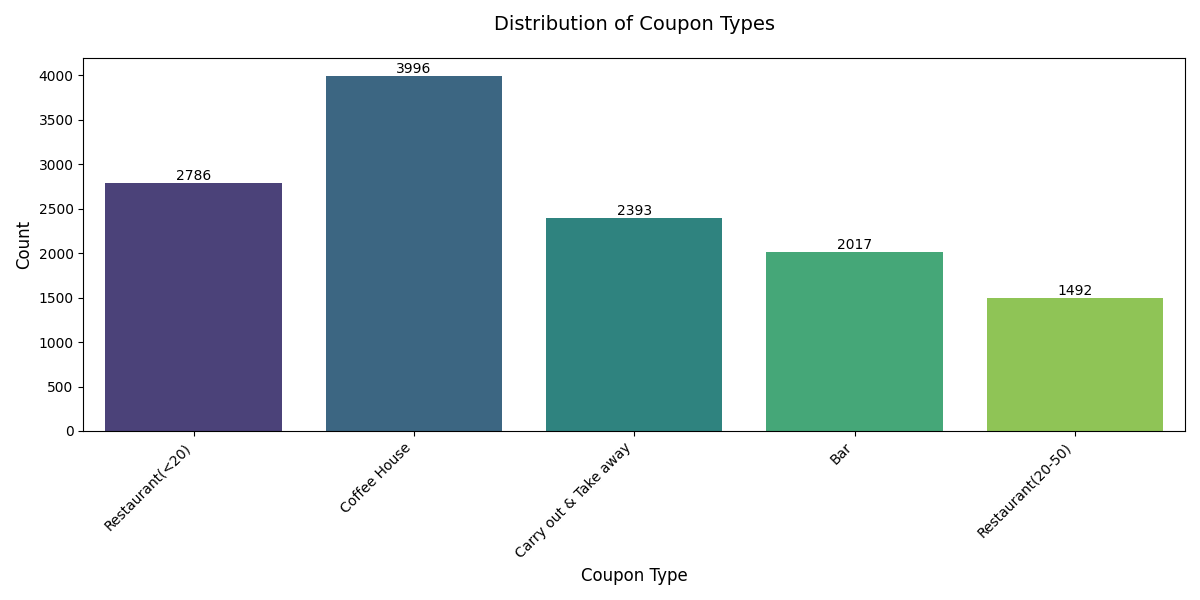 Distribution of Coupon Types
Count
4000
3500
3000
2500
2000
1500
1000
500
0
2786
3996
2393
2017
1492
Restaurant(<20)
Coffee House
Carry out & Take away
Bar
Restaurant(20-50)
Coupon Type